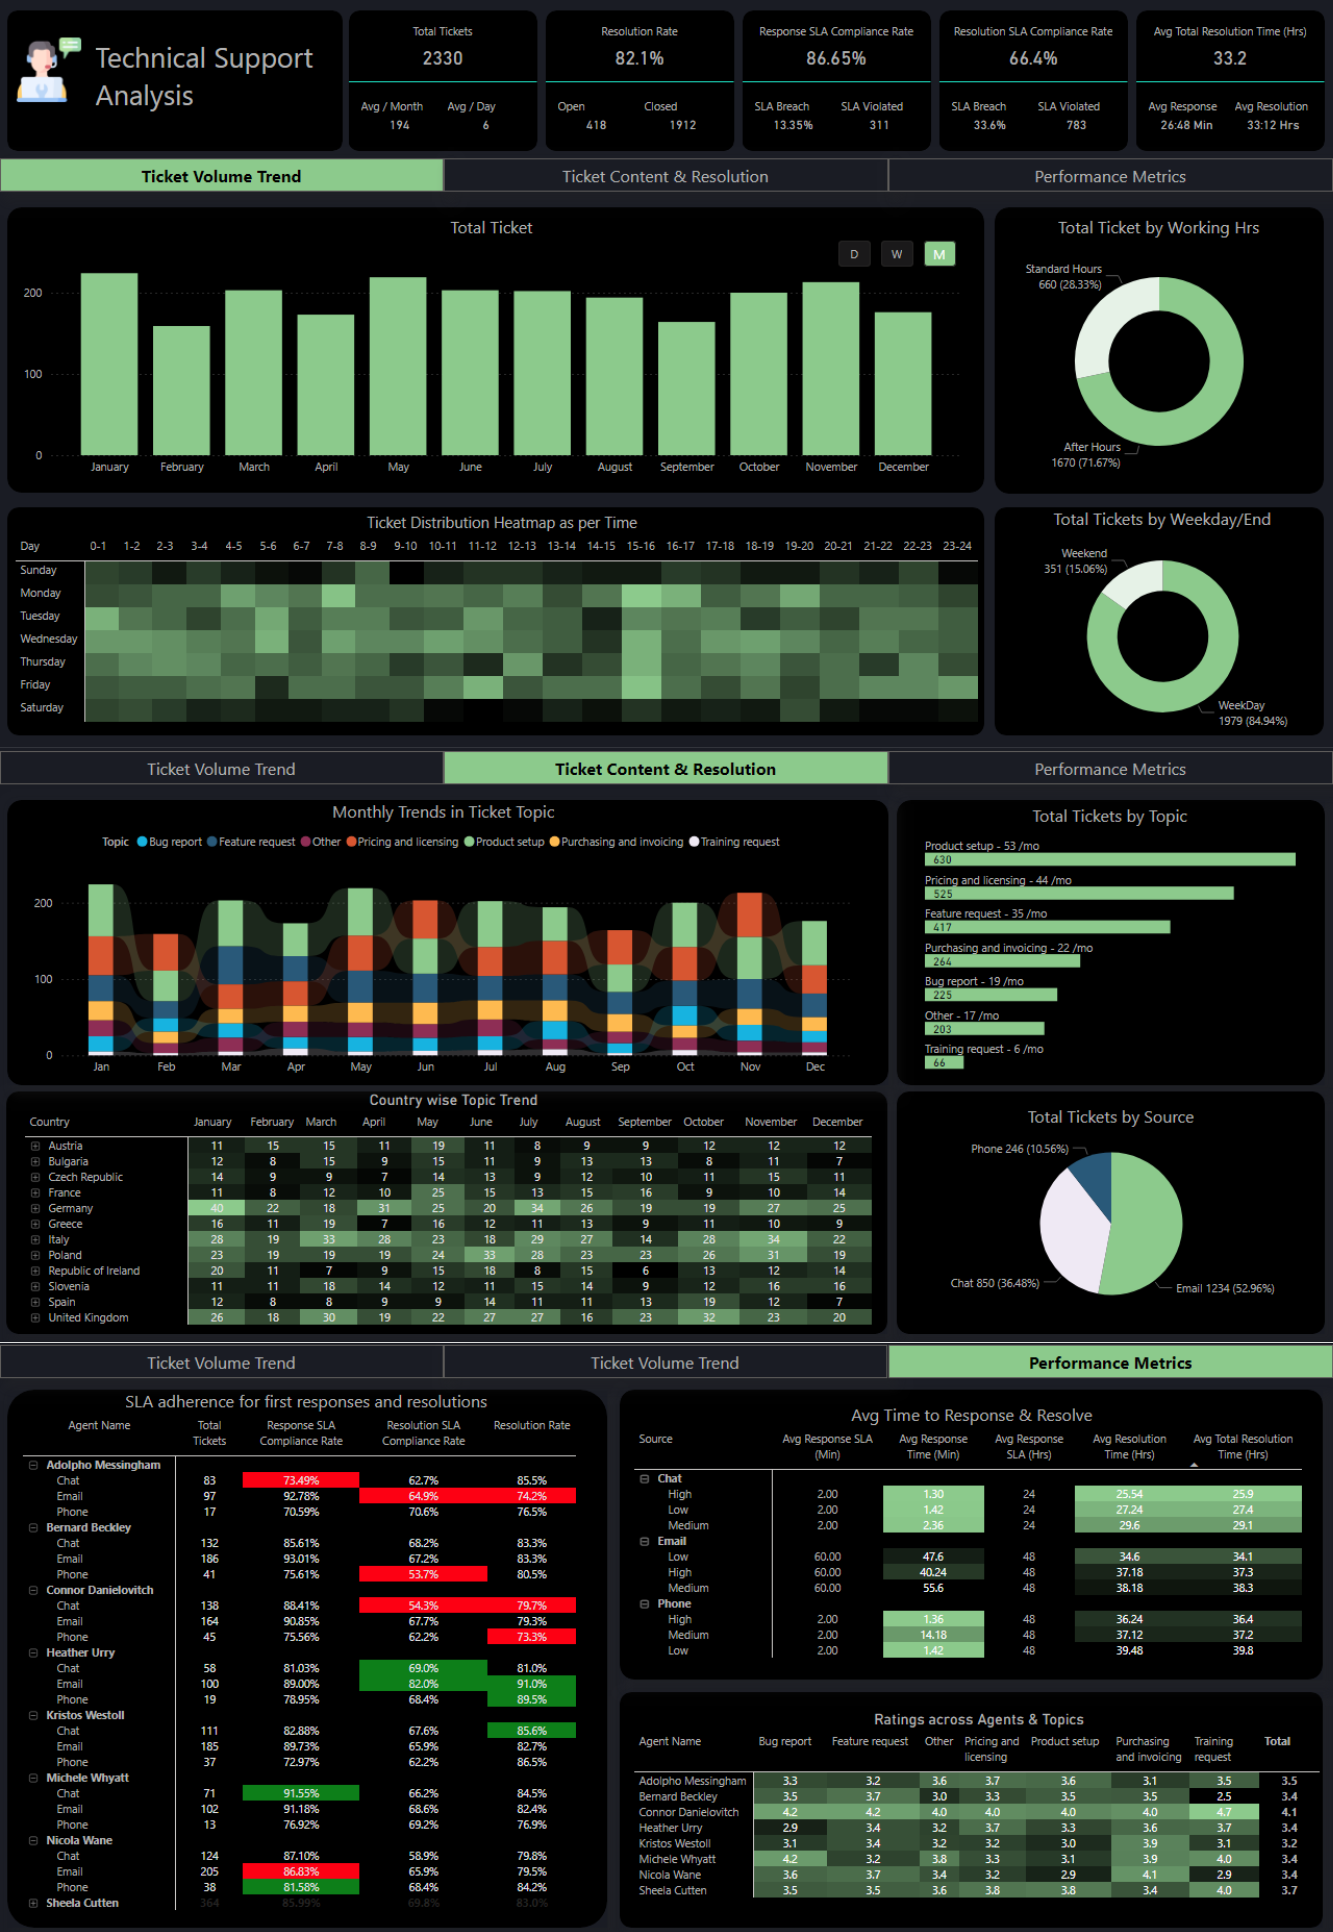 Technical Support
Analysis
Total Tickets
2330
Avg / Month Avg / Day
194 6
Resolution Rate
82.1%
Open Closed
418 1912
Response SLA Compliance Rate
86.65%
SLA Breach SLA Violated
13.35% 311
Resolution SLA Compliance Rate
66.4%
SLA Breach SLA Violated
33.6% 783
Avg Total Resolution Time (Hrs)
33.2
Avg Response Avg Resolution
26:48 Min 33:12 Hrs
Ticket Volume Trend Ticket Content & Resolution Performance Metrics
Total Ticket
D W M
200
100
0
January February March April May June July August September October November December
Total Ticket by Working Hrs
Standard Hours
660 (28.33%)
After Hours
1670 (71.67%)
Ticket Distribution Heatmap as per Time
Day 0-1 1-2 2-3 3-4 4-5 5-6 6-7 7-8 8-9 9-10 10-11 11-12 12-13 13-14 14-15 15-16 16-17 17-18 18-19 19-20 20-21 21-22 22-23 23-24
Sunday
Monday
Tuesday
Wednesday
Thursday
Friday
Saturday
Total Tickets by Weekday/End
Weekend
351 (15.06%)
WeekDay
1979 (84.94%)
Ticket Volume Trend Ticket Content & Resolution Performance Metrics
Monthly Trends in Ticket Topic
Topic Bug report Feature request Other Pricing and licensing Product setup Purchasing and invoicing Training request
200
100
0
Jan Feb Mar Apr May Jun Jul Aug Sep Oct Nov Dec
Total Tickets by Topic
Product setup - 53 /mo
630
Pricing and licensing - 44 /mo
525
Feature request - 35 /mo
417
Purchasing and invoicing - 22 /mo
264
Bug report - 19 /mo
225
Other - 17 /mo
203
Training request - 6 /mo
66
Country wise Topic Trend
Country January February March April May June July August September October November December
Austria 11 15 15 11 19 11 8 9 9 12 12 12
Bulgaria 12 8 15 9 15 11 9 13 13 8 11 7
Czech Republic 14 9 9 7 14 13 9 12 10 11 15 11
France 11 8 12 10 25 15 13 15 16 9 10 14
Germany 40 22 18 31 25 20 34 26 19 19 27 25
Greece 16 11 19 7 16 12 11 13 9 11 10 9
Italy 28 19 33 28 23 18 29 27 14 28 34 22
Poland 23 19 19 19 24 33 28 23 23 26 31 19
Republic of Ireland 20 11 7 9 15 18 8 15 6 13 12 14
Slovenia 11 11 18 14 12 11 15 14 9 12 16 16
Spain 12 8 8 9 9 14 11 11 13 19 12 7
United Kingdom 26 18 30 19 22 27 27 16 23 32 23 20
Total Tickets by Source
Phone 246 (10.56%)
Chat 850 (36.48%)
Email 1234 (52.96%)
Ticket Volume Trend Ticket Volume Trend Performance Metrics
SLA adherence for first responses and resolutions
Agent Name Total Response SLA Resolution SLA Resolution Rate
Tickets Compliance Rate Compliance Rate
Adolpho Messingham
Chat 83 73.49% 62.7% 85.5%
Email 97 92.78% 64.9% 74.2%
Phone 17 70.59% 70.6% 76.5%
Bernard Beckley
Chat 132 85.61% 68.2% 83.3%
Email 186 93.01% 67.2% 83.3%
Phone 41 75.61% 53.7% 80.5%
Connor Danielovitch
Chat 138 88.41% 54.3% 79.7%
Email 164 90.85% 67.7% 79.3%
Phone 45 75.56% 62.2% 73.3%
Heather Urry
Chat 58 81.03% 69.0% 81.0%
Email 100 89.00% 82.0% 91.0%
Phone 19 78.95% 68.4% 89.5%
Kristos Westoll
Chat 111 82.88% 67.6% 85.6%
Email 185 89.73% 65.9% 82.7%
Phone 37 72.97% 62.2% 86.5%
Michele Whyatt
Chat 71 91.55% 66.2% 84.5%
Email 102 91.18% 68.6% 82.4%
Phone 13 76.92% 69.2% 76.9%
Nicola Wane
Chat 124 87.10% 58.9% 79.8%
Email 205 86.83% 65.9% 79.5%
Phone 38 81.58% 68.4% 84.2%
Sheela Cutten 364 85.99% 69.8% 83.0%
Avg Time to Response & Resolve
Source Avg Response SLA Avg Response Avg Response Avg Resolution Avg Total Resolution
(Min) Time (Min) SLA (Hrs) Time (Hrs) Time (Hrs)
Chat
High 2.00 1.30 24 25.54 25.9
Low 2.00 1.42 24 27.24 27.4
Medium 2.00 2.36 24 29.6 29.1
Email
Low 60.00 47.6 48 34.6 34.1
High 60.00 40.24 48 37.18 37.3
Medium 60.00 55.6 48 38.18 38.3
Phone
High 2.00 1.36 48 36.24 36.4
Medium 2.00 14.18 48 37.12 37.2
Low 2.00 1.42 48 39.48 39.8
Ratings across Agents & Topics
Agent Name Bug report Feature request Other Pricing and Product setup Purchasing Training Total
licensing and invoicing request
Adolpho Messingham 3.3 3.2 3.6 3.7 3.6 3.1 3.5 3.5
Bernard Beckley 3.5 3.7 3.0 3.3 3.5 3.5 2.5 3.4
Connor Danielovitch 4.2 4.2 4.0 4.0 4.0 4.0 4.7 4.1
Heather Urry 2.9 3.4 3.2 3.7 3.3 3.6 3.7 3.4
Kristos Westoll 3.1 3.4 3.2 3.2 3.0 3.9 3.1 3.2
Michele Whyatt 4.2 3.2 3.8 3.3 3.1 3.9 4.0 3.4
Nicola Wane 3.6 3.7 3.4 3.2 2.9 4.1 2.9 3.4
Sheela Cutten 3.5 3.5 3.6 3.8 3.8 3.4 4.0 3.7